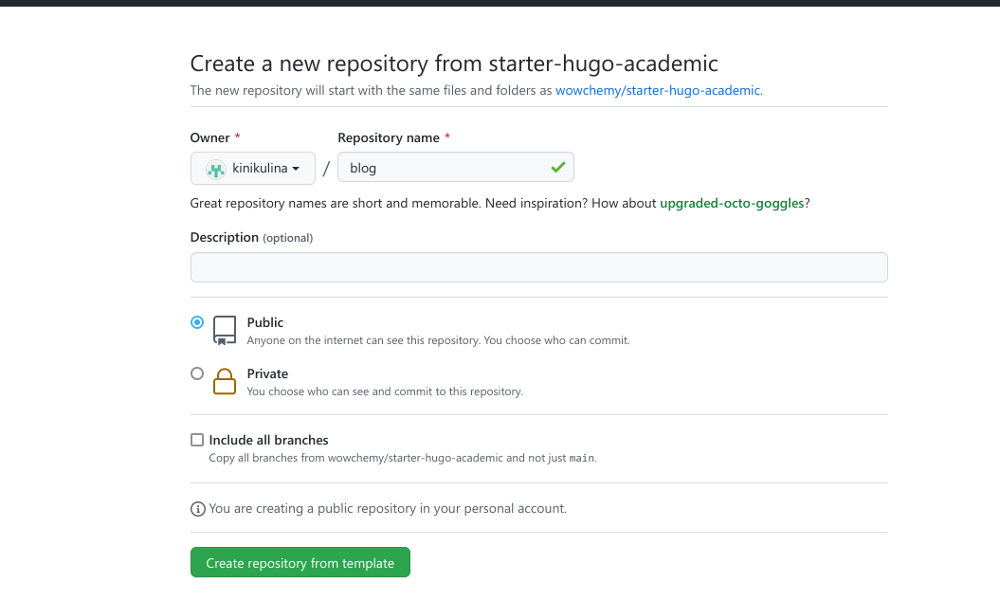 Create a new repository from starter-hugo-academic
The new repository will start with the same files and folders as wowchemy/starter-hugo-academic.
Owner * Repository name *
kinikulina / blog
Great repository names are short and memorable. Need inspiration? How about upgraded-octo-goggles?
Description (optional)
Public
Anyone on the internet can see this repository. You choose who can commit.
Private
You choose who can see and commit to this repository.
Include all branches
Copy all branches from wowchemy/starter-hugo-academic and not just main.
You are creating a public repository in your personal account.
Create repository from template